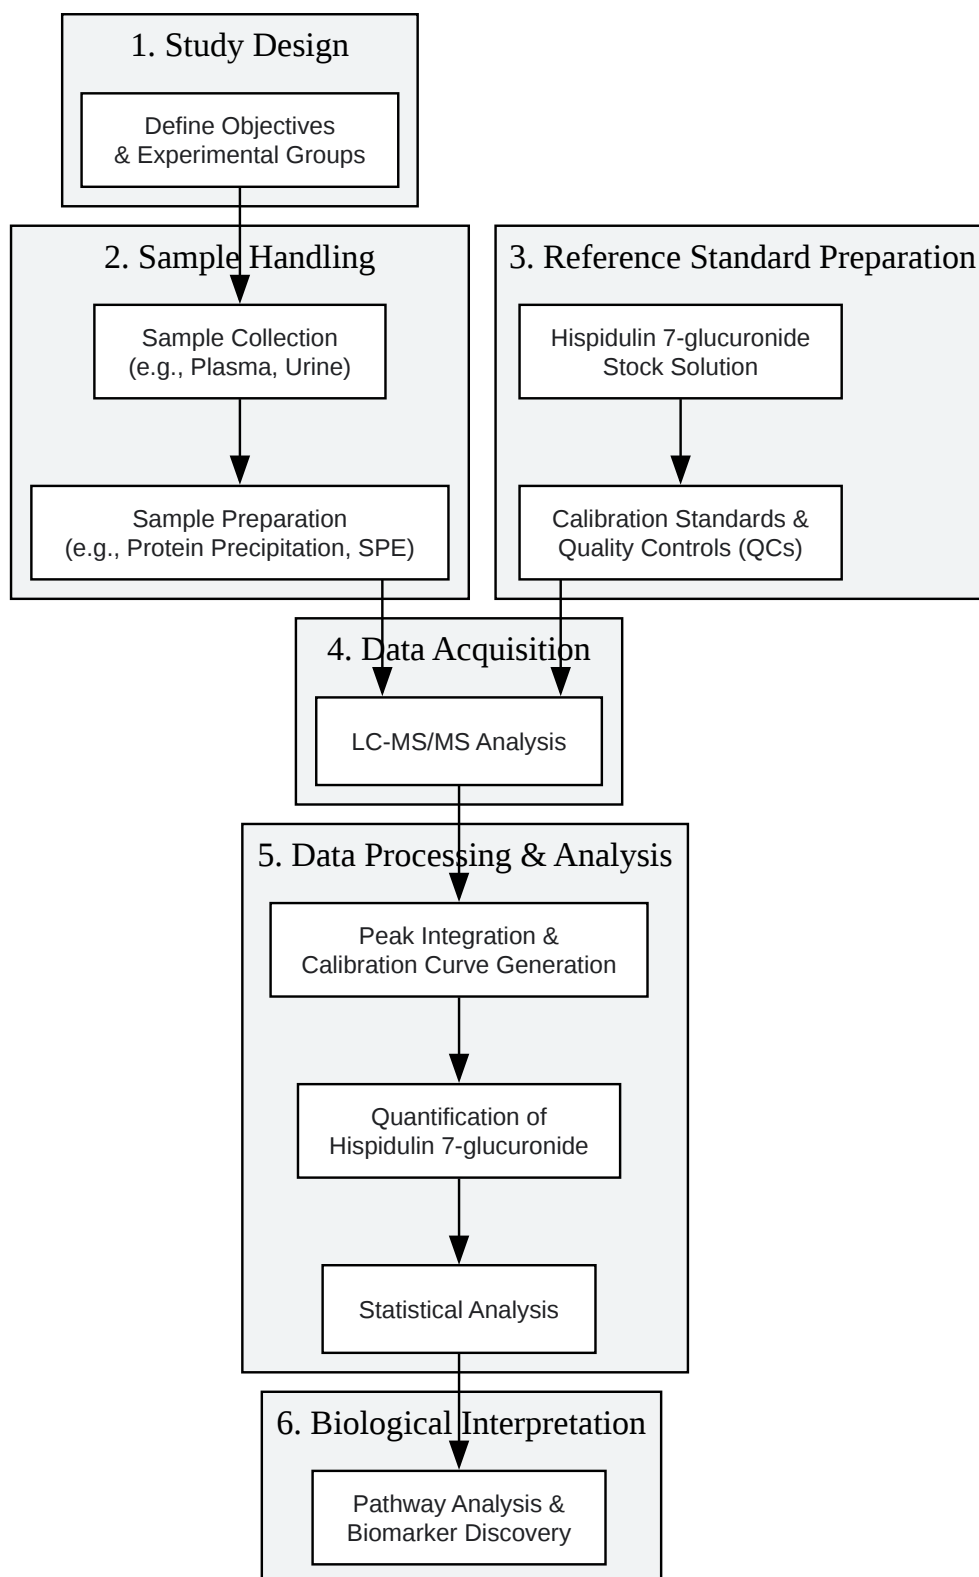 1. Study Design
Define Objectives
& Experimental Groups
2. Sample Handling
Sample Collection
(e.g., Plasma, Urine)
Sample Preparation
(e.g., Protein Precipitation, SPE)
3. Reference Standard Preparation
Hispidulin 7-glucuronide
Stock Solution
Calibration Standards &
Quality Controls (QCs)
4. Data Acquisition
LC-MS/MS Analysis
5. Data Processing & Analysis
Peak Integration &
Calibration Curve Generation
Quantification of
Hispidulin 7-glucuronide
Statistical Analysis
6. Biological Interpretation
Pathway Analysis &
Biomarker Discovery